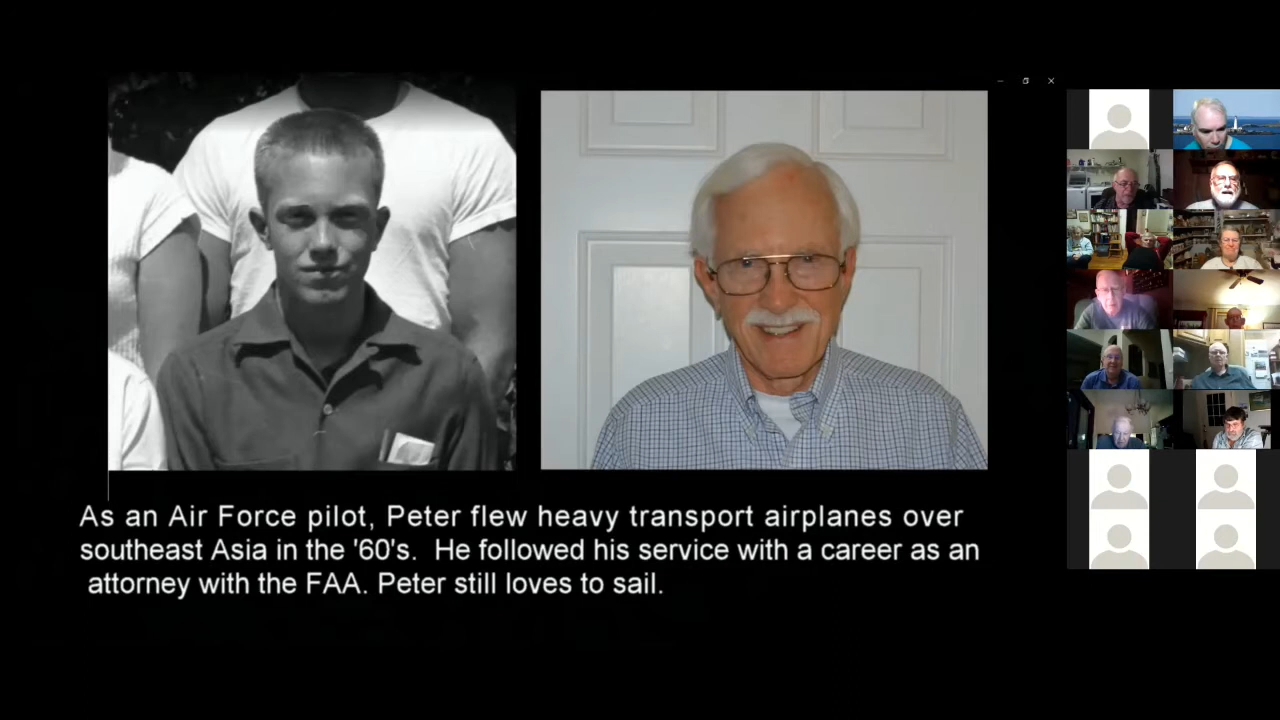 As an Air Force pilot, Peter flew heavy transport airplanes over
southeast Asia in the '60's.  He followed his service with a career as an
attorney with the FAA. Peter still loves to sail.